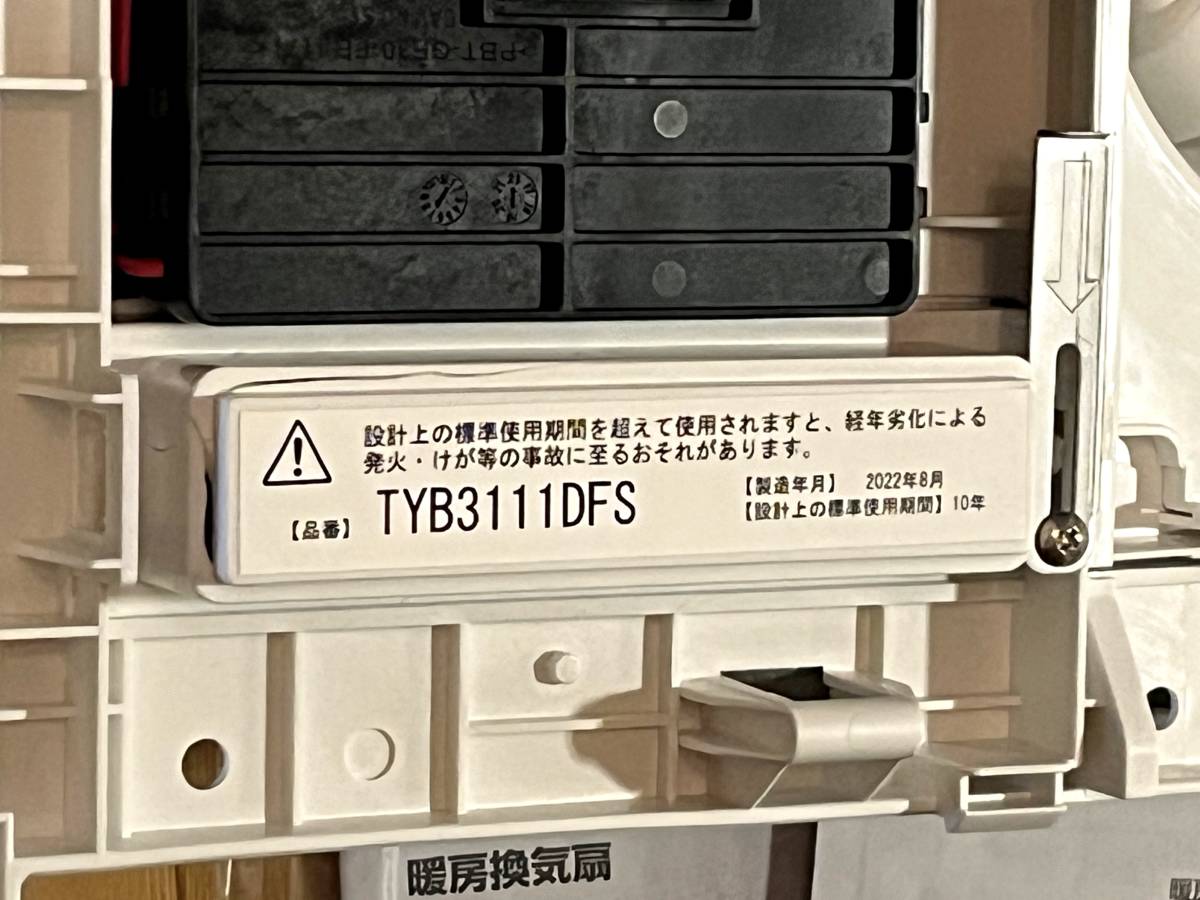 設計上の標準使用期間を超えて使用されますと、経年劣化による
発火・けが等の事故に至るおそれがあります。
【品番】 TYB3111DFS
【製造年月】 2022年8月
【設計上の標準使用期間】10年
暖房換気扇